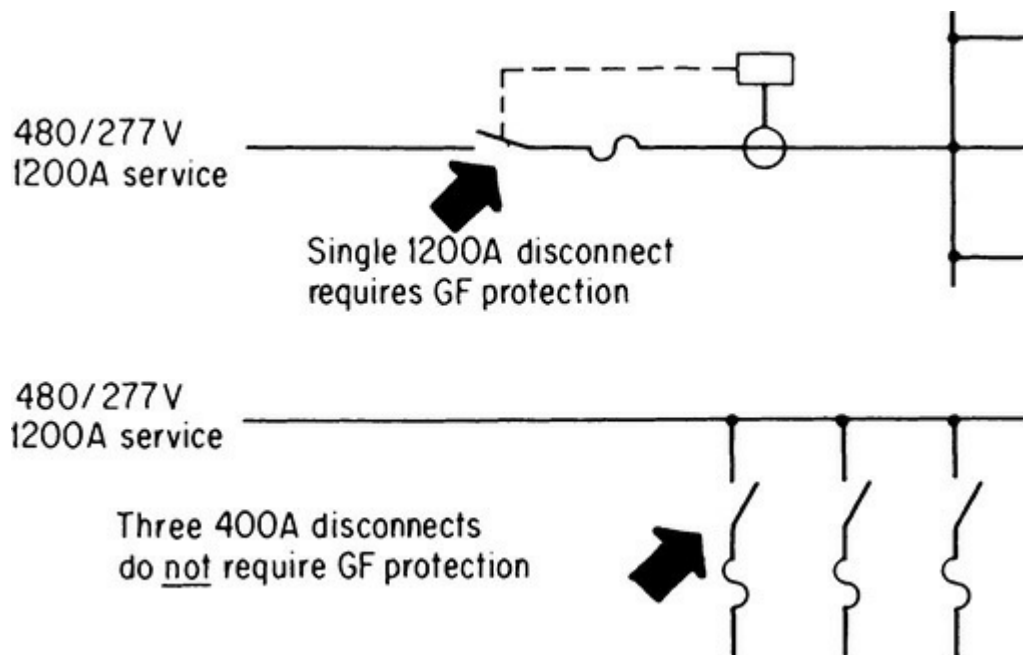 480/277V
1200A service
Single 1200A disconnect
requires GF protection
480/277V
1200A service
Three 400A disconnects
do not require GF protection